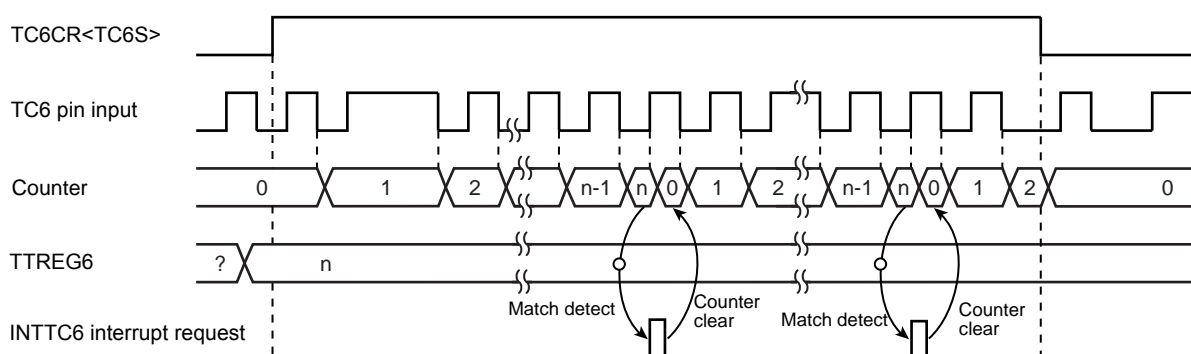 TC6CR<TC6S>
TC6 pin input
Counter 0 1 2 n-1 n 0 1 2 n-1 n 0 1 2 0
TTREG6 ? n
Match detect Counter clear Match detect Counter clear
INTTC6 interrupt request